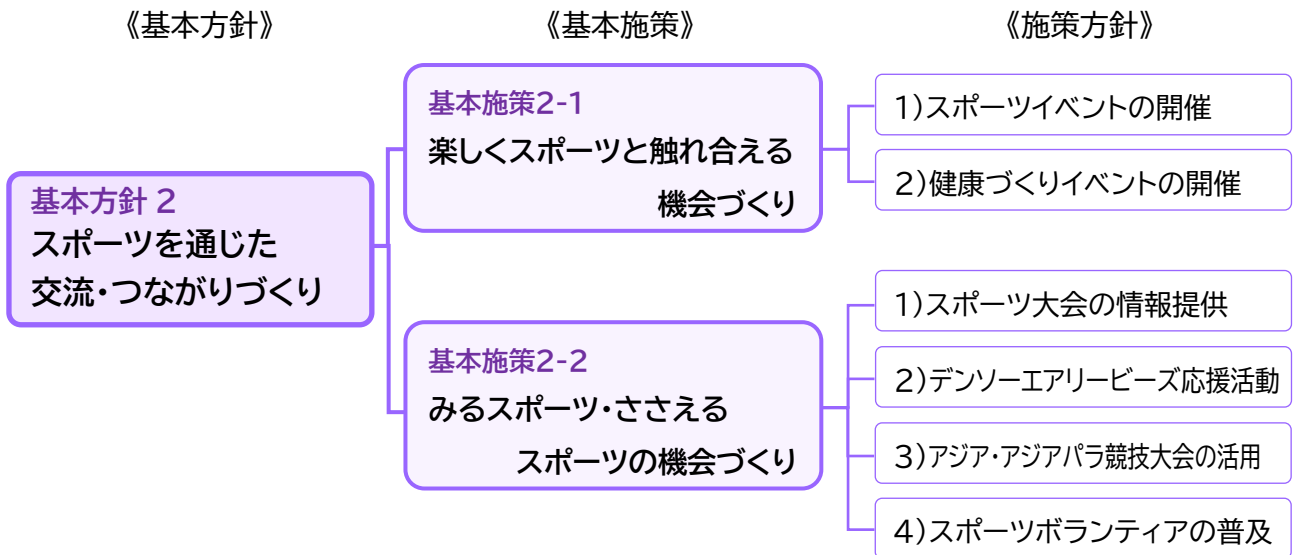 《基本方針》
《基本施策》
《施策方針》
基本方針 2
スポーツを通じた
交流・つながりづくり
基本施策2-1
楽しくスポーツと触れ合える
機会づくり
1)スポーツイベントの開催
2)健康づくりイベントの開催
基本施策2-2
みるスポーツ・ささえる
スポーツの機会づくり
1)スポーツ大会の情報提供
2)デンソーエアリービーズ応援活動
3)アジア・アジアパラ競技大会の活用
4)スポーツボランティアの普及